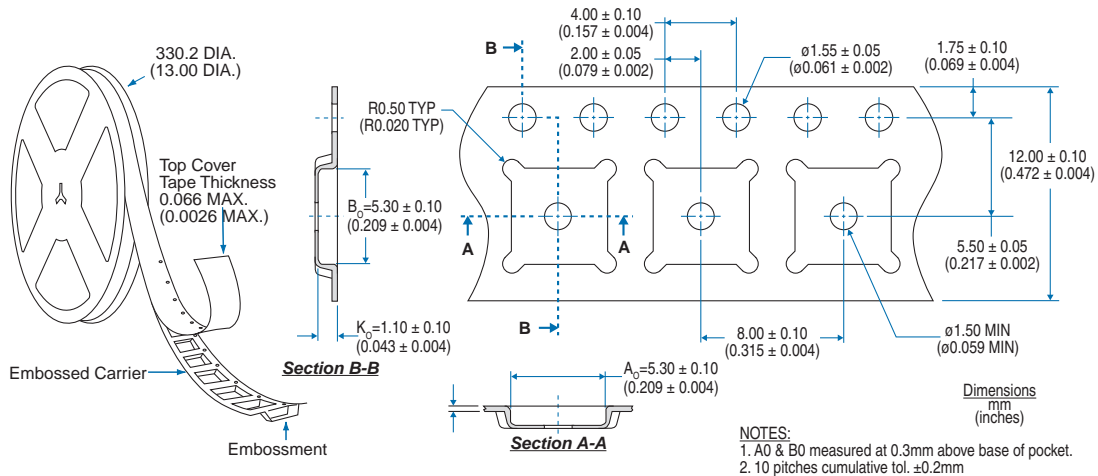 330.2 DIA.
(13.00 DIA.)
Top Cover
Tape Thickness
0.066 MAX.
(0.0026 MAX.)
Embossed Carrier
Embossment
B₀=5.30 ± 0.10
(0.209 ± 0.004)
K₀=1.10 ± 0.10
(0.043 ± 0.004)
Section B-B
4.00 ± 0.10
(0.157 ± 0.004)
2.00 ± 0.05
(0.079 ± 0.002)
B
ø1.55 ± 0.05
(ø0.061 ± 0.002)
1.75 ± 0.10
(0.069 ± 0.004)
R0.50 TYP
(R0.020 TYP)
12.00 ± 0.10
(0.472 ± 0.004)
A
A
5.50 ± 0.05
(0.217 ± 0.002)
B
8.00 ± 0.10
(0.315 ± 0.004)
ø1.50 MIN
(ø0.059 MIN)
A₀=5.30 ± 0.10
(0.209 ± 0.004)
Section A-A
Dimensions
mm
(inches)
NOTES:
1. A0 & B0 measured at 0.3mm above base of pocket.
2. 10 pitches cumulative tol. ±0.2mm